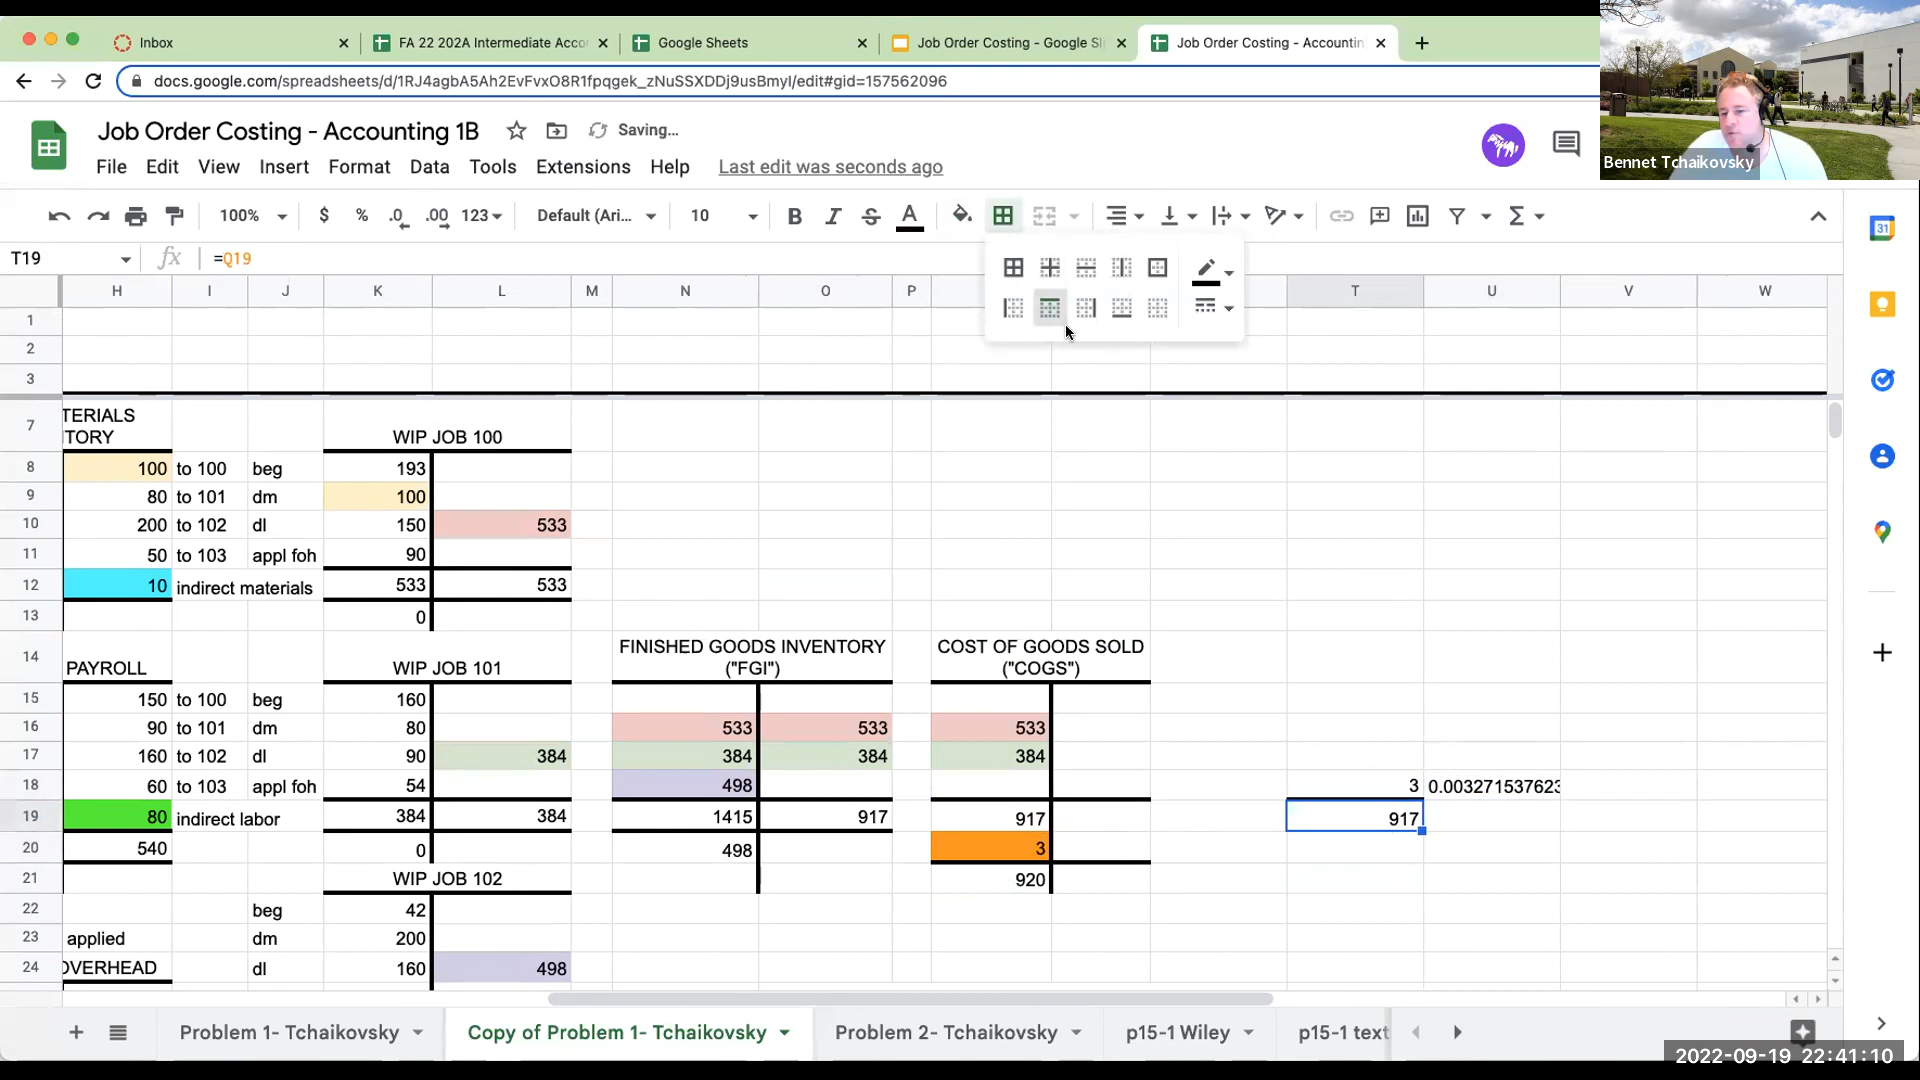 Inbox
FA 22 202A Intermediate Acco
Google Sheets
Job Order Costing - Google Sl
Job Order Costing - Accountin
docs.google.com/spreadsheets/d/1RJ4agbA5Ah2EvFvxO8R1fpqgek_zNuSSXDDj9usBmyI/edit#gid=157562096
Bennet Tchaikovsky
Job Order Costing - Accounting 1B
Saving...
File Edit View Insert Format Data Tools Extensions Help Last edit was seconds ago
100% $ % .0 .00 123 Default (Ari... 10 B I S A
31
T19 fx =Q19
H I J K L M N O P T U V W
1
2
3
7 TERIALS
TORY WIP JOB 100
8 100 to 100 beg 193
9 80 to 101 dm 100
10 200 to 102 dl 150 533
11 50 to 103 appl foh 90
12 10 indirect materials 533 533
13 0
14 PAYROLL WIP JOB 101 FINISHED GOODS INVENTORY ("FGI") COST OF GOODS SOLD ("COGS")
15 150 to 100 beg 160
16 90 to 101 dm 80 533 533 533
17 160 to 102 dl 90 384 384 384 384
18 60 to 103 appl foh 54 498 3 0.003271537623
19 80 indirect labor 384 384 1415 917 917 917
20 540 0 498 3
21 WIP JOB 102 920
22 beg 42
23 applied dm 200
24 OVERHEAD dl 160 498
Problem 1- Tchaikovsky
Copy of Problem 1- Tchaikovsky
Problem 2- Tchaikovsky
p15-1 Wiley
p15-1 text
2022-09-19 22:41:10